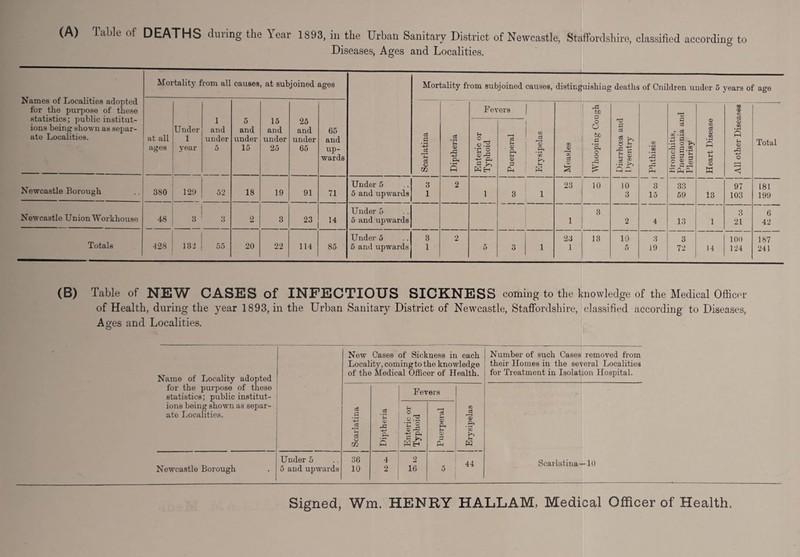 (A) Table of DEATHS during the Year 1893, in the Urban Sanitary District of Newcastle, Staffordshire, classified according to
Diseases, Ages and Localities.
Names of Localities adopted
for the purpose of these
statistics; public institut-
ions being shown as separ-
ate Localities.
Mortality from all causes, at subjoined ages
at all ages
Under 1 year
1 and under 5
5 and under 15
15 and under 25
25 and under 65
65 and up-wards
Mortality from subjoined causes, distinguishing deaths of Children under 5 years of age
Scarlatina
Diptheria
Fevers
Enteric or Typhoid
Puerperal
Erysipelas
Measles
Whooping Cough
Diarrhœa and Dysentry
Phthisis
Bronchitis, Pneumonia and Pleurisy
Heart Disease
All other Diseases
Total
Newcastle Borough .. 380 129 52 18 19 91 71
Under 5 .. 3 2 23 10 10 3 33 97 181
5 and upwards 1 1 3 1 3 15 59 13 103 199
Newcastle Union Workhouse 48 3 3 2 3 23 14
Under 5 .. 3 3 6
5 and upwards 1 2 4 13 1 21 42
Totals 428 132 55 20 22 114 85
Under 5 .. 3 2 23 13 10 3 3 100 187
5 and upwards 1 5 3 1 1 5 19 72 14 124 241
(B) Table of NEW CASES of INFECTIOUS SICKNESS coming to the knowledge of the Medical Officer
of Health, during the year 1893, in the Urban Sanitary District of Newcastle, Staffordshire, classified according to Diseases,
Ages and Localities.
Name of Locality adopted
for the purpose of these
statistics; public institut-
ions being shown as separ-
ate Localities.
New Cases of Sickness in each
Locality, coming to the knowledge
of the Medical Officer of Health.
Scarlatina
Diptheria
Fevers
Enteric or Typhoid
Puerperal
Erysipelas
Number of such Cases removed from
their Homes in the several Localities
for Treatment in Isolation Hospital.
Newcastle Borough .
Under 5 .. 36 4 2 44
5 and upwards 10 2 16 5
Scarlatina—10
Signed, Wm. HENRY HALLAM, Medical Officer of Health.